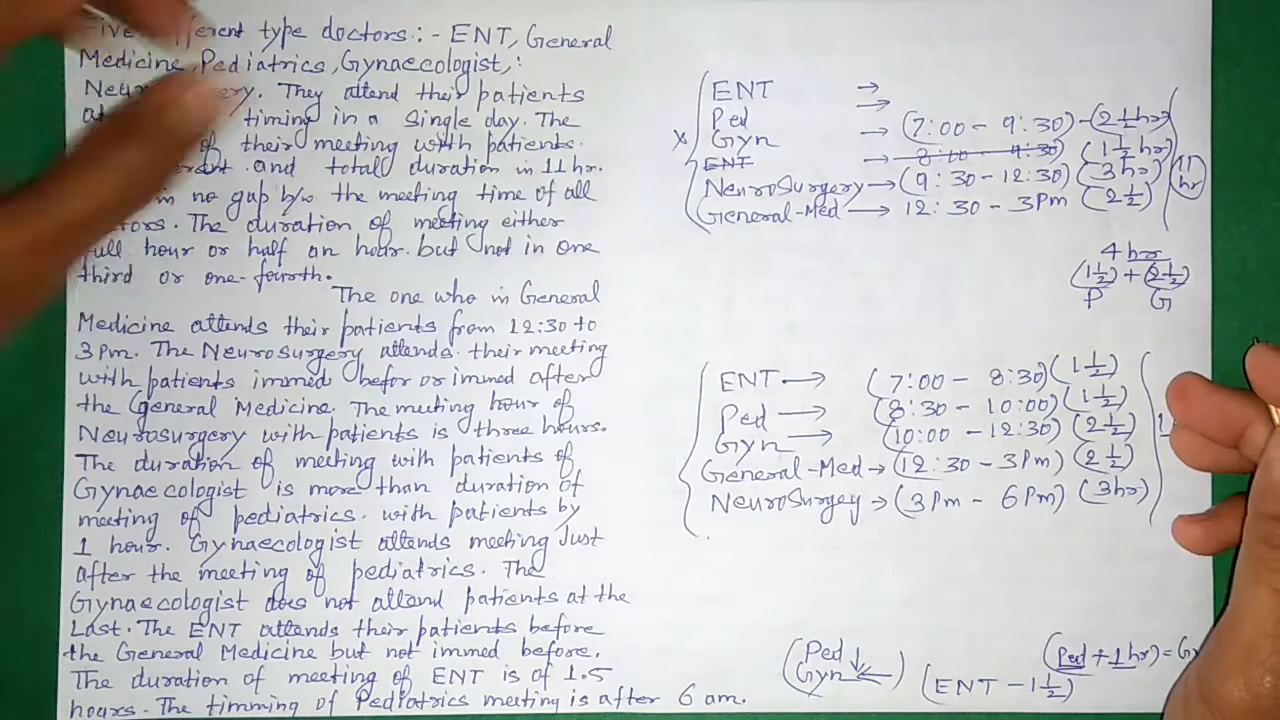 Five different type doctors:- ENT, General
Medicine, Pediatrics, Gynaecologist,:
ery. They attend their patients
at timing in a single day. The
of their meeting with patients.
and total duration in 11 hr.
in no gap b/w the meeting time of all
The duration of meeting either
full hour or half an hour. but not in one
third or one-fourth.
The one who in General
Medicine attends their patients from 12:30 to
3 pm. The Neurosurgery attends their meeting
with patients immed befor or immed after
the General Medicine. The meeting hour of
Neurosurgery with patients is three hours.
The duration of meeting with patients of
Gynaecologist is more than duration of
meeting of pediatrics. with patients by
1 hour. Gynaecologist attends meeting Just
after the meeting of pediatrics. The
Gynaecologist does not attend patients at the
Last. The ENT attends their patients before
the General Medicine but not immed before.
The duration of meeting of ENT is of 1.5
hours. The timming of Pediatrics meeting is after 6 am.
ENT →
Ped →
x Gyn → (7:00 - 9:30) - (2 1/2 hr)
ENT → 8:00 - 9:30) (1 1/2 hr)
NeuroSurgery → (9:30 - 12:30) (3 hr)
General-Med → 12:30 - 3Pm (2 1/2)
11 hr
4 hr
(1 1/2) + (2 1/2)
P G
ENT → (7:00 - 8:30) (1 1/2)
Ped → (8:30 - 10:00) (1 1/2)
Gyn → (10:00 - 12:30) (2 1/2)
General-Med → (12:30 - 3Pm) (2 1/2)
NeuroSurgey → (3Pm - 6Pm) (3hr)
(Ped ↓
Gyn ←)
(ENT - 1 1/2)
(Ped + 1 hr) = G